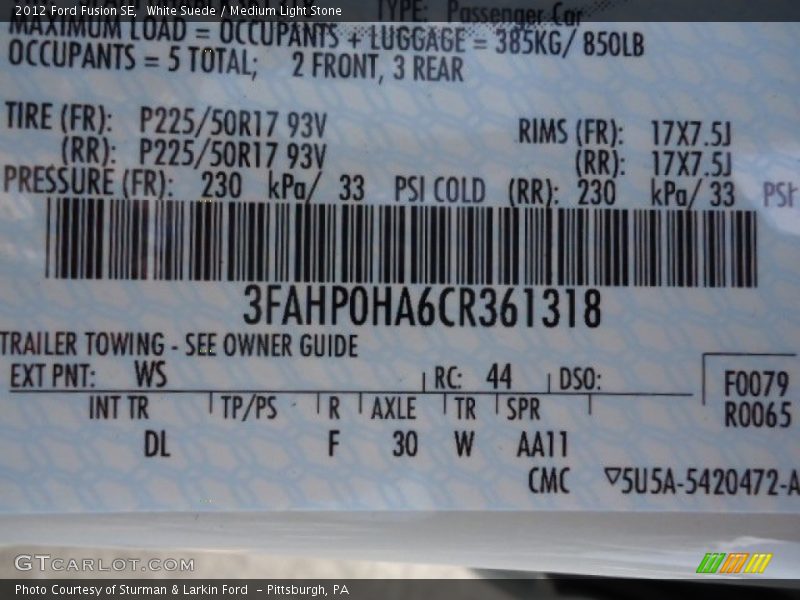 2012 Ford Fusion SE, White Suede / Medium Light Stone
TYPE: Passenger Car
MAXIMUM LOAD = OCCUPANTS + LUGGAGE = 385KG/ 850LB
OCCUPANTS = 5 TOTAL; 2 FRONT, 3 REAR
TIRE (FR): P225/50R17 93V RIMS (FR): 17X7.5J
(RR): P225/50R17 93V (RR): 17X7.5J
PRESSURE (FR): 230 kPa/ 33 PSI COLD (RR): 230 kPa/ 33 PSI
3FAHP0HA6CR361318
TRAILER TOWING - SEE OWNER GUIDE
EXT PNT: WS RC: 44 DSO: F0079
INT TR TP/PS R AXLE TR SPR R0065
DL F 30 W AA11
CMC ▽5U5A-5420472-A
GTCARLOT.COM
Photo Courtesy of Sturman & Larkin Ford - Pittsburgh, PA